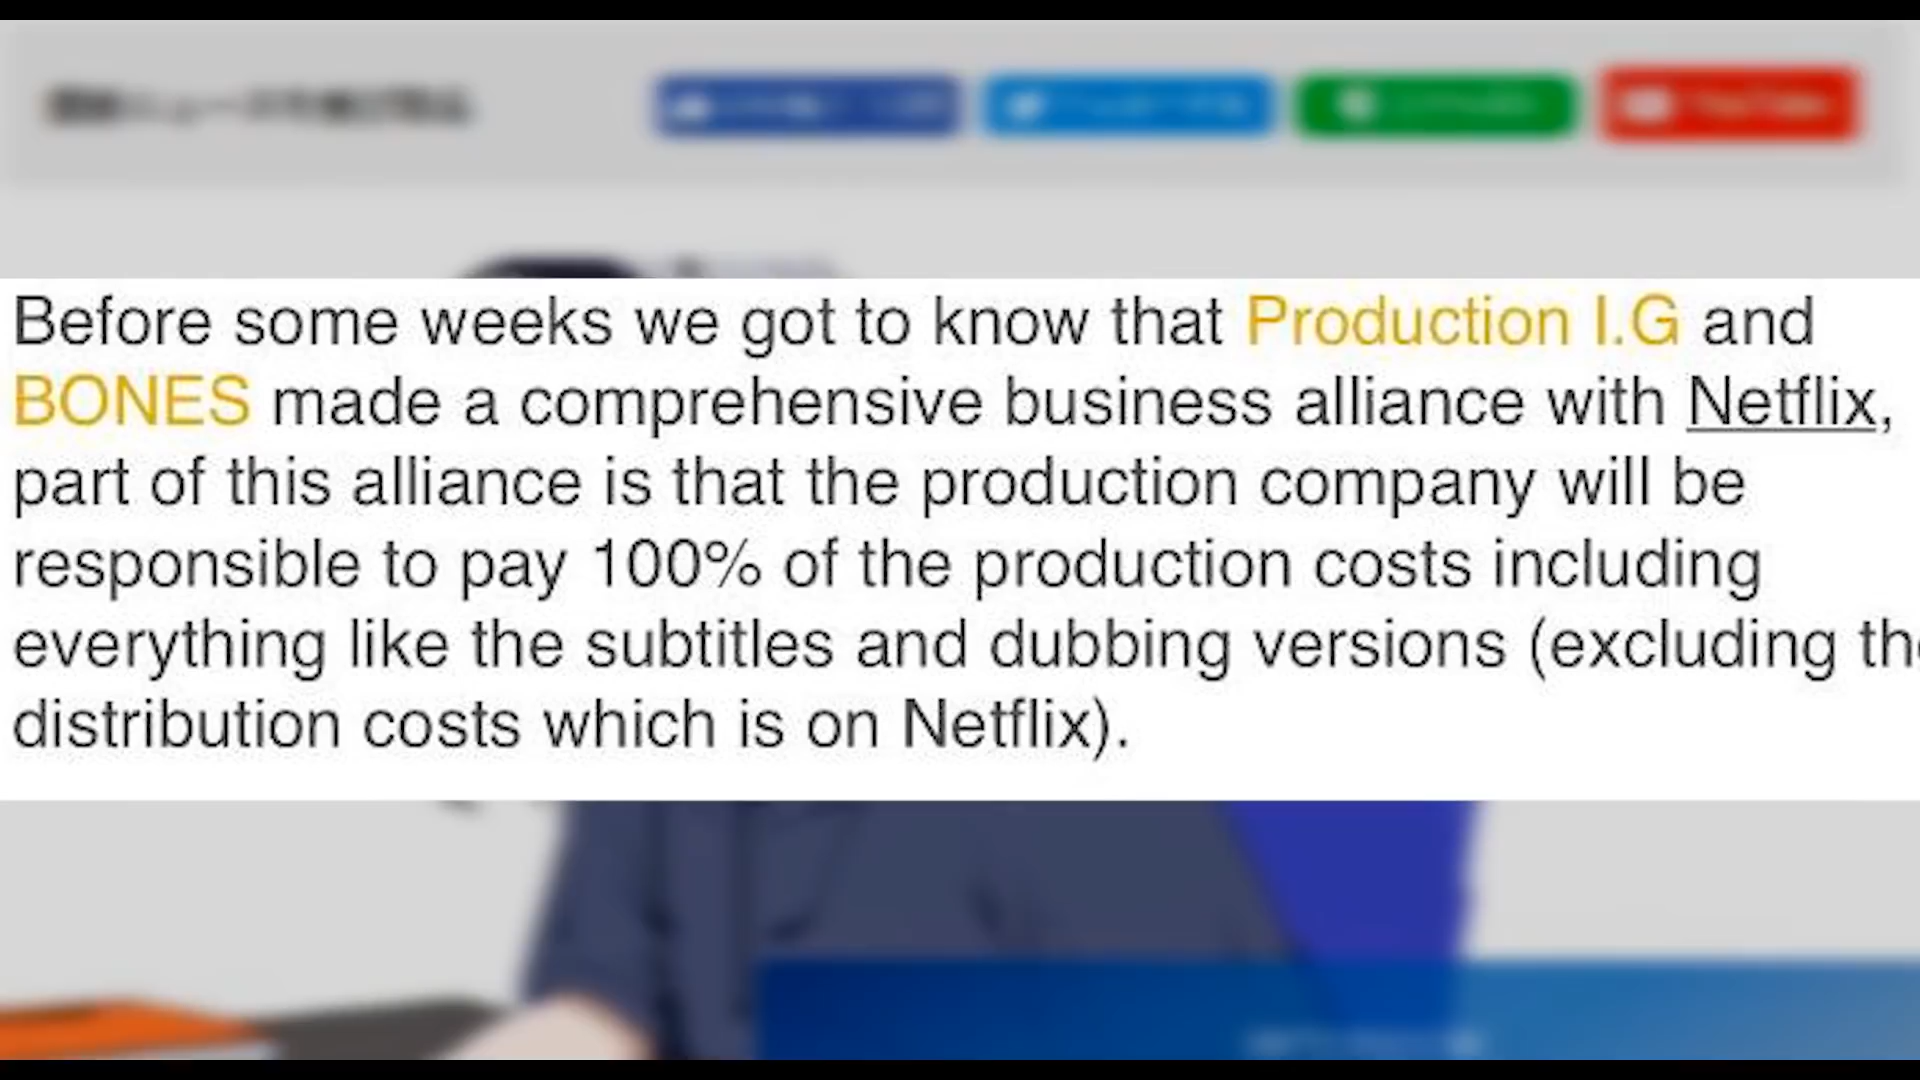 Before some weeks we got to know that Production I.G and
BONES made a comprehensive business alliance with Netflix,
part of this alliance is that the production company will be
responsible to pay 100% of the production costs including
everything like the subtitles and dubbing versions (excluding the
distribution costs which is on Netflix).